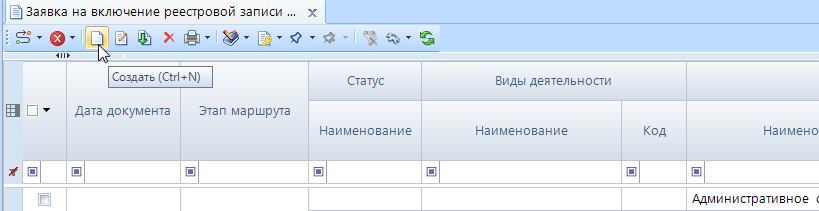 Заявка на включение реестровой записи ...
Создать (Ctrl+N)
Статус
Виды деятельности
Дата документа
Этап маршрута
Наименование
Наименование
Код
Наимено
Административное